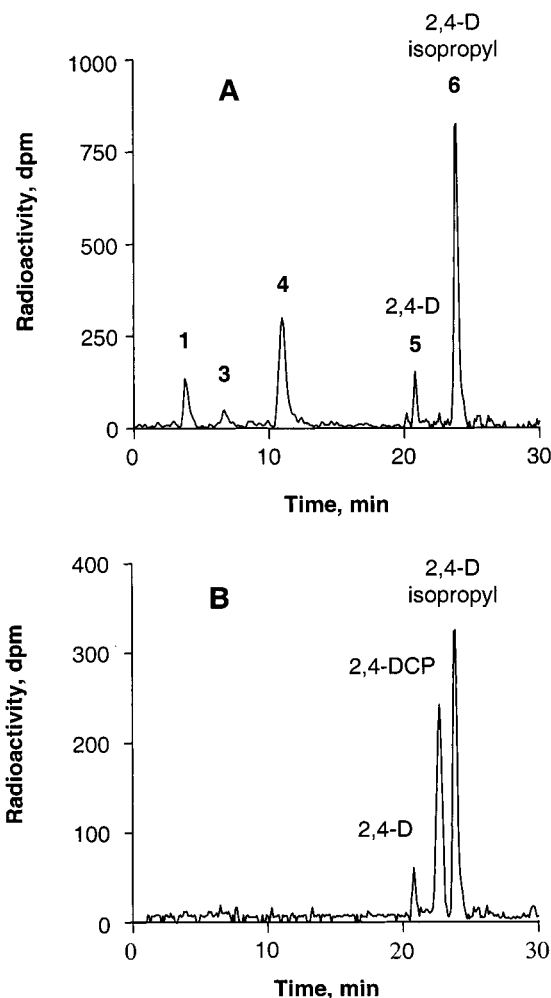 2,4-D
isopropyl
1000
A
6
750
Radioactivity, dpm
500
4
2,4-D
250
1
5
3
0
0
10
20
30
Time, min
400
2,4-D
isopropyl
B
300
2,4-DCP
Radioactivity, dpm
200
2,4-D
100
0
0
10
20
30
Time, min